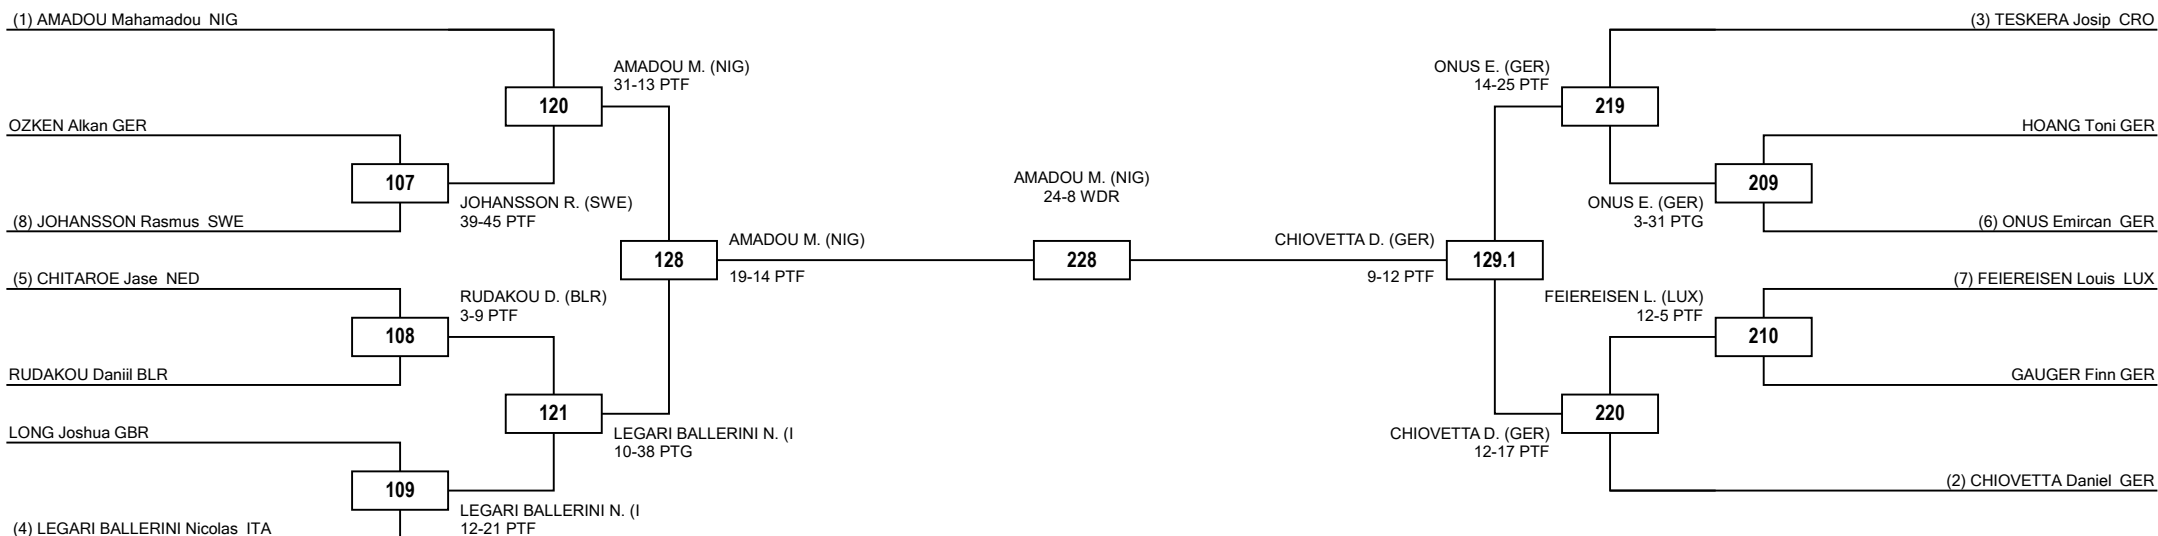 (1) AMADOU Mahamadou  NIG
AMADOU M. (NIG)
31-13 PTF
120
OZKEN Alkan GER
107
JOHANSSON R. (SWE)
39-45 PTF
(8) JOHANSSON Rasmus  SWE
128
AMADOU M. (NIG)
19-14 PTF
(5) CHITAROE Jase  NED
RUDAKOU D. (BLR)
3-9 PTF
108
RUDAKOU Daniil BLR
121
LEGARI BALLERINI N. (I
10-38 PTG
LONG Joshua GBR
109
LEGARI BALLERINI N. (I
12-21 PTF
(4) LEGARI BALLERINI Nicolas  ITA
AMADOU M. (NIG)
24-8 WDR
228
(3) TESKERA Josip  CRO
ONUS E. (GER)
14-25 PTF
219
HOANG Toni GER
209
ONUS E. (GER)
3-31 PTG
(6) ONUS Emircan  GER
CHIOVETTA D. (GER)
9-12 PTF
129.1
(7) FEIEREISEN Louis  LUX
FEIEREISEN L. (LUX)
12-5 PTF
210
GAUGER Finn GER
220
CHIOVETTA D. (GER)
12-17 PTF
(2) CHIOVETTA Daniel  GER